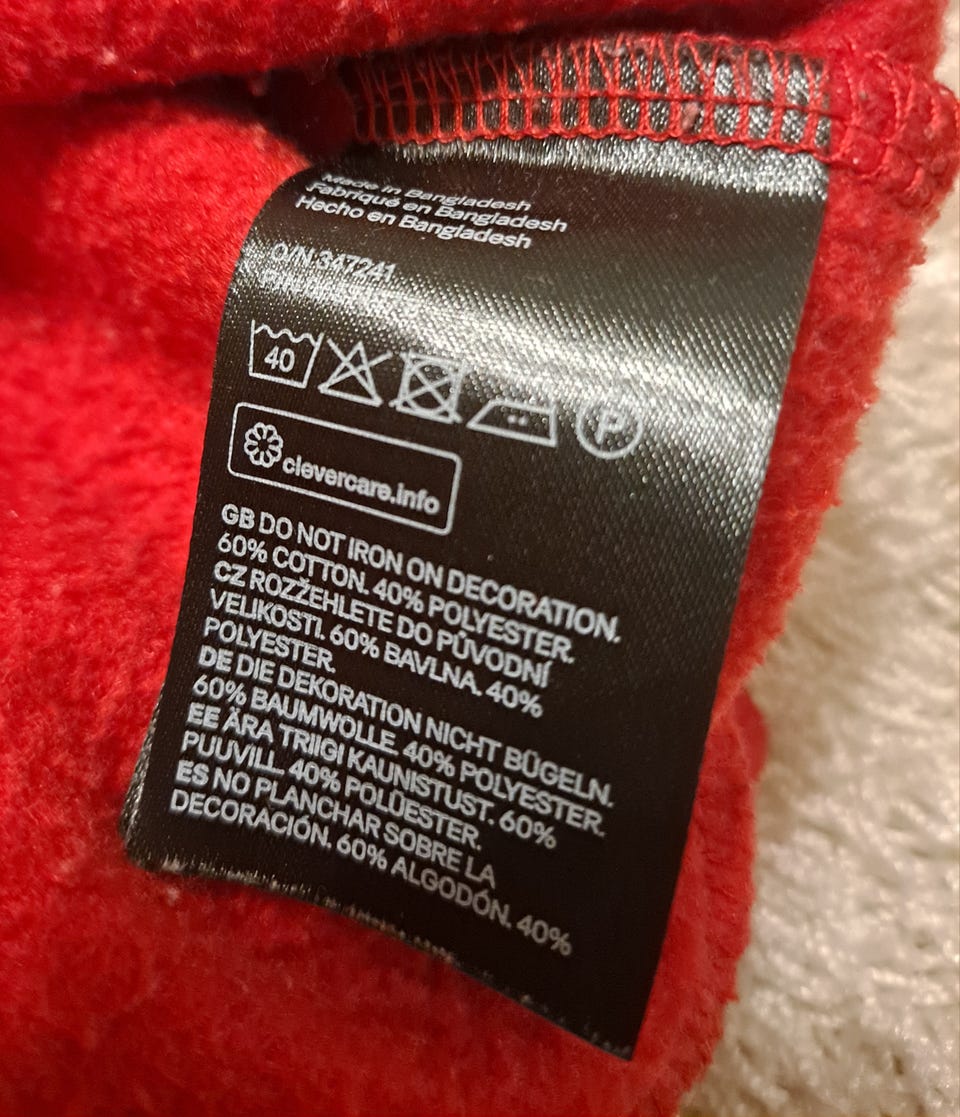 Made in Bangladesh
Fabriqué en Bangladesh
Hecho en Bangladesh
O/N 347241
40
P
clevercare.info
GB DO NOT IRON ON DECORATION.
60% COTTON. 40% POLYESTER.
CZ ROZŽEHLETE DO PŮVODNÍ
VELIKOSTI. 60% BAVLNA. 40%
POLYESTER.
DE DIE DEKORATION NICHT BÜGELN.
60% BAUMWOLLE. 40% POLYESTER.
EE ÄRA TRIIGI KAUNISTUST. 60%
PUUVILL. 40% POLÜESTER.
ES NO PLANCHAR SOBRE LA
DECORACIÓN. 60% ALGODÓN. 40%